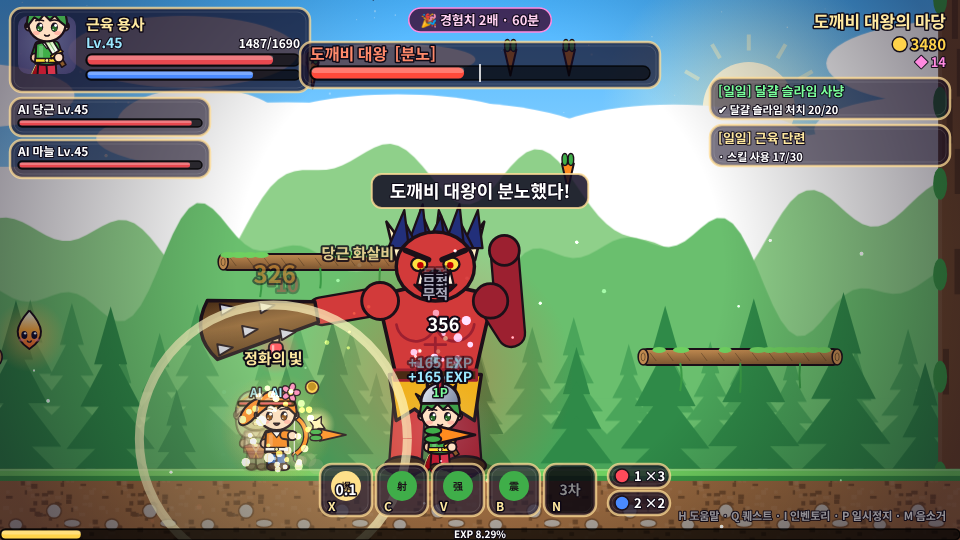 근육 용사
Lv.45
1487/1690
AI 당근 Lv.45
AI 마늘 Lv.45
🎉 경험치 2배 · 60분
도깨비 대왕 [분노]
도깨비 대왕의 마당
3480
14
[일일] 달걀 슬라임 사냥
✔ 달걀 슬라임 처치 20/20
[일일] 근육 단련
· 스킬 사용 17/30
도깨비 대왕이 분노했다!
당근 화살비
326
무적
356
정화의 빛
+165 EXP
+165 EXP
1P
0.1
X
射
C
强
V
震
B
3차
N
1 ×3
2 ×2
H 도움말 · Q 퀘스트 · I 인벤토리 · P 일시정지 · M 음소거
EXP 8.29%